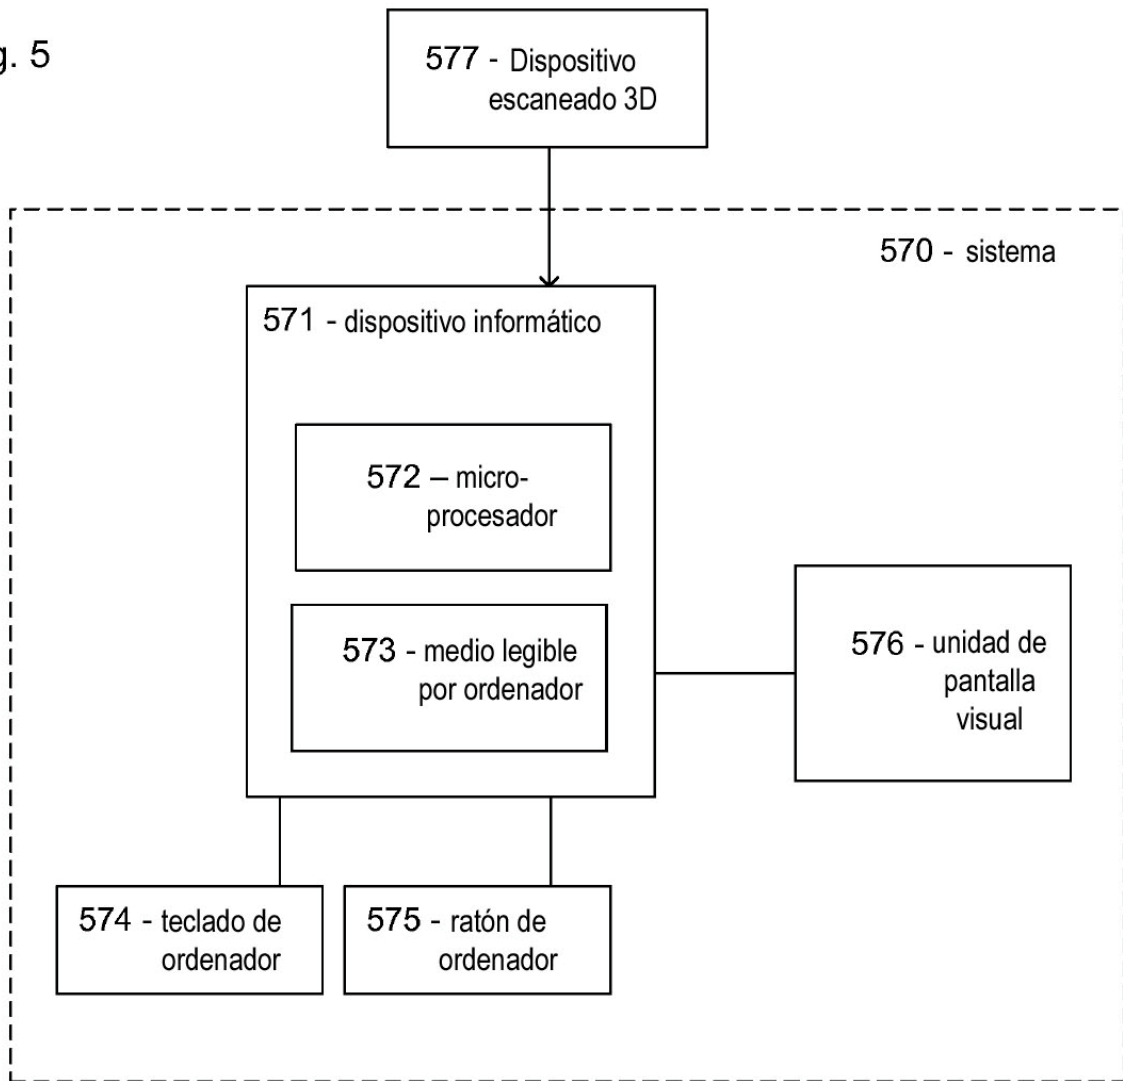 g. 5
577 - Dispositivo
escaneado 3D
570 - sistema
571 - dispositivo informático
572 – micro-
procesador
573 - medio legible
por ordenador
576 - unidad de
pantalla
visual
574 - teclado de
ordenador
575 - ratón de
ordenador